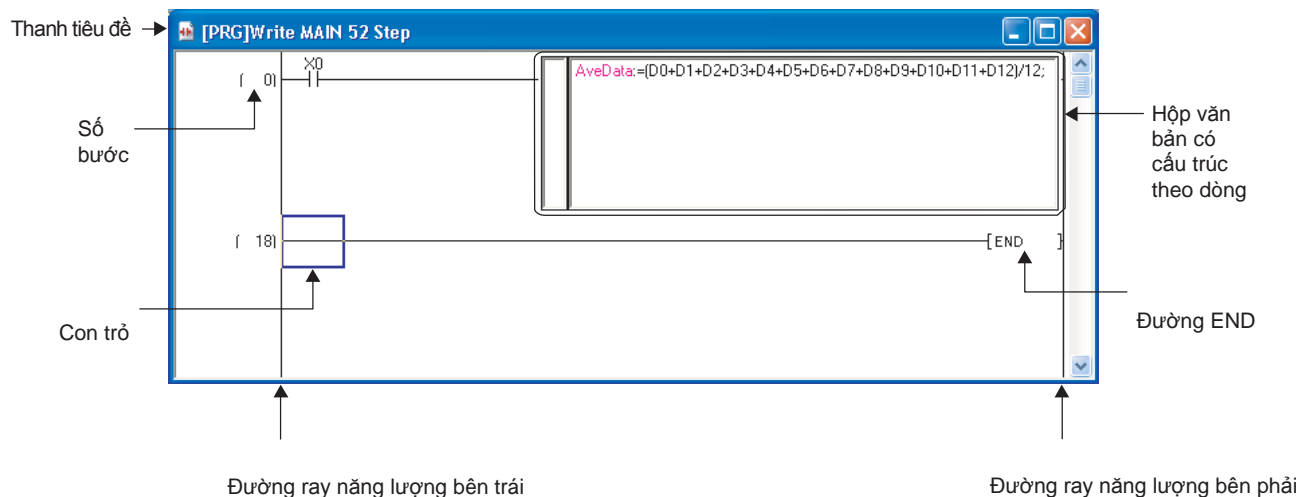 Thanh tiêu đề
[PRG]Write MAIN 52 Step
X0
( 0)
AveData:=(D0+D1+D2+D3+D4+D5+D6+D7+D8+D9+D10+D11+D12)/12;
Số
bước
Hộp văn
bản có
cấu trúc
theo dòng
( 18)
[END ]
Con trỏ
Đường END
Đường ray năng lượng bên trái
Đường ray năng lượng bên phải